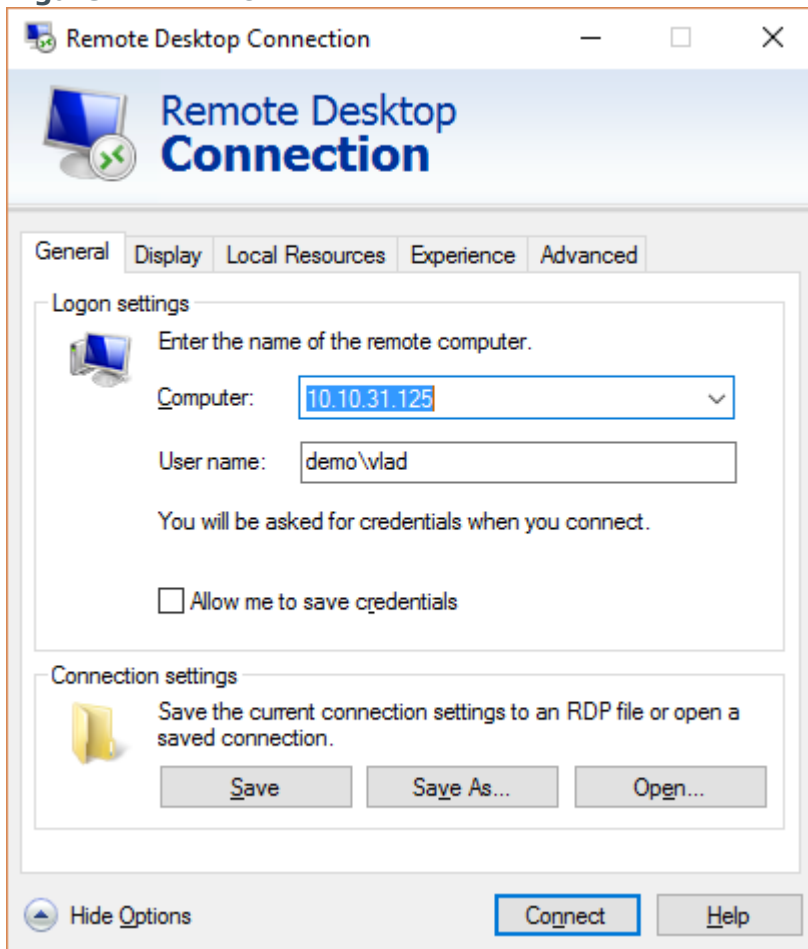 Remote Desktop Connection
Remote Desktop
Connection
General Display Local Resources Experience Advanced
Logon settings
Enter the name of the remote computer.
Computer: 10.10.31.125
User name: demo\vlad
You will be asked for credentials when you connect.
Allow me to save credentials
Connection settings
Save the current connection settings to an RDP file or open a
saved connection.
Save Save As... Open...
Hide Options Connect Help